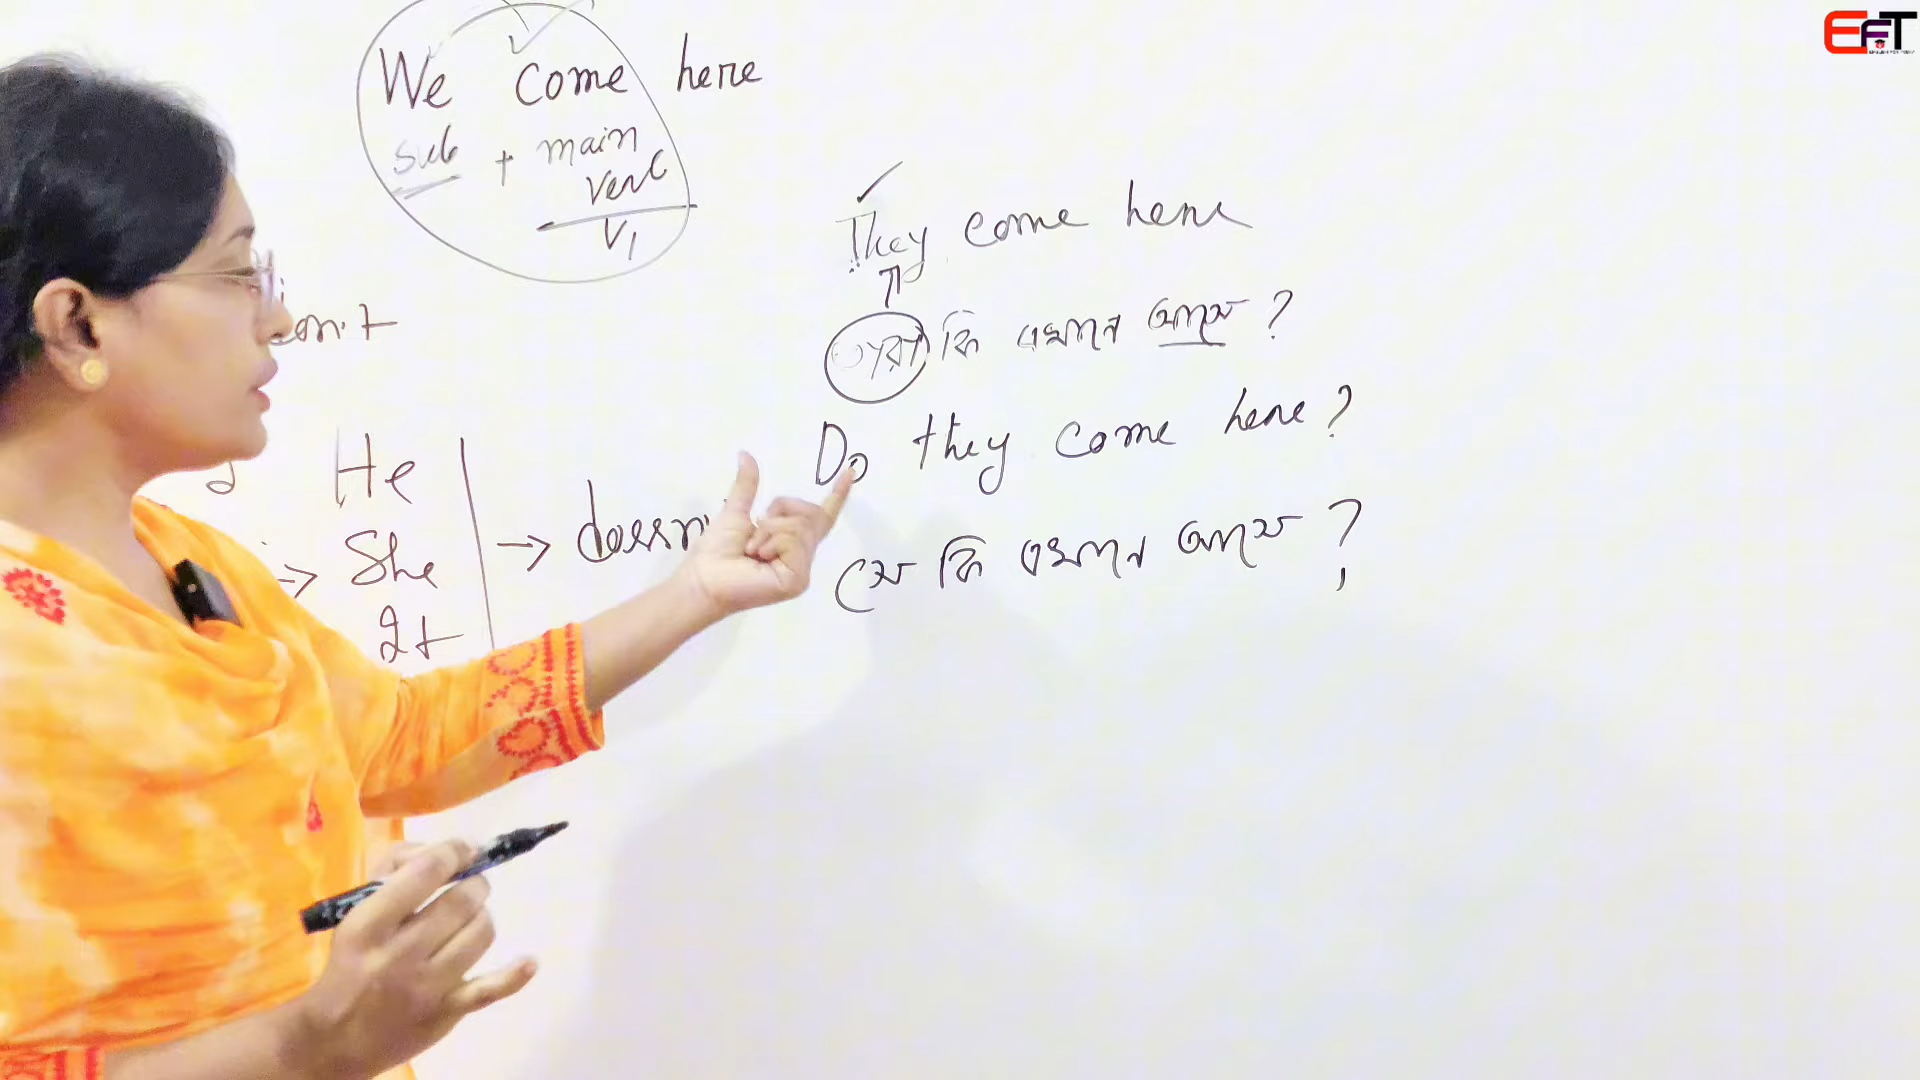 We come here
sub + main
verb
V1
They come here
তারা কি এখানে আসে ?
Do they come here ?
সে কি এখানে আসে ?
He
She → doesn
→
It
EFT